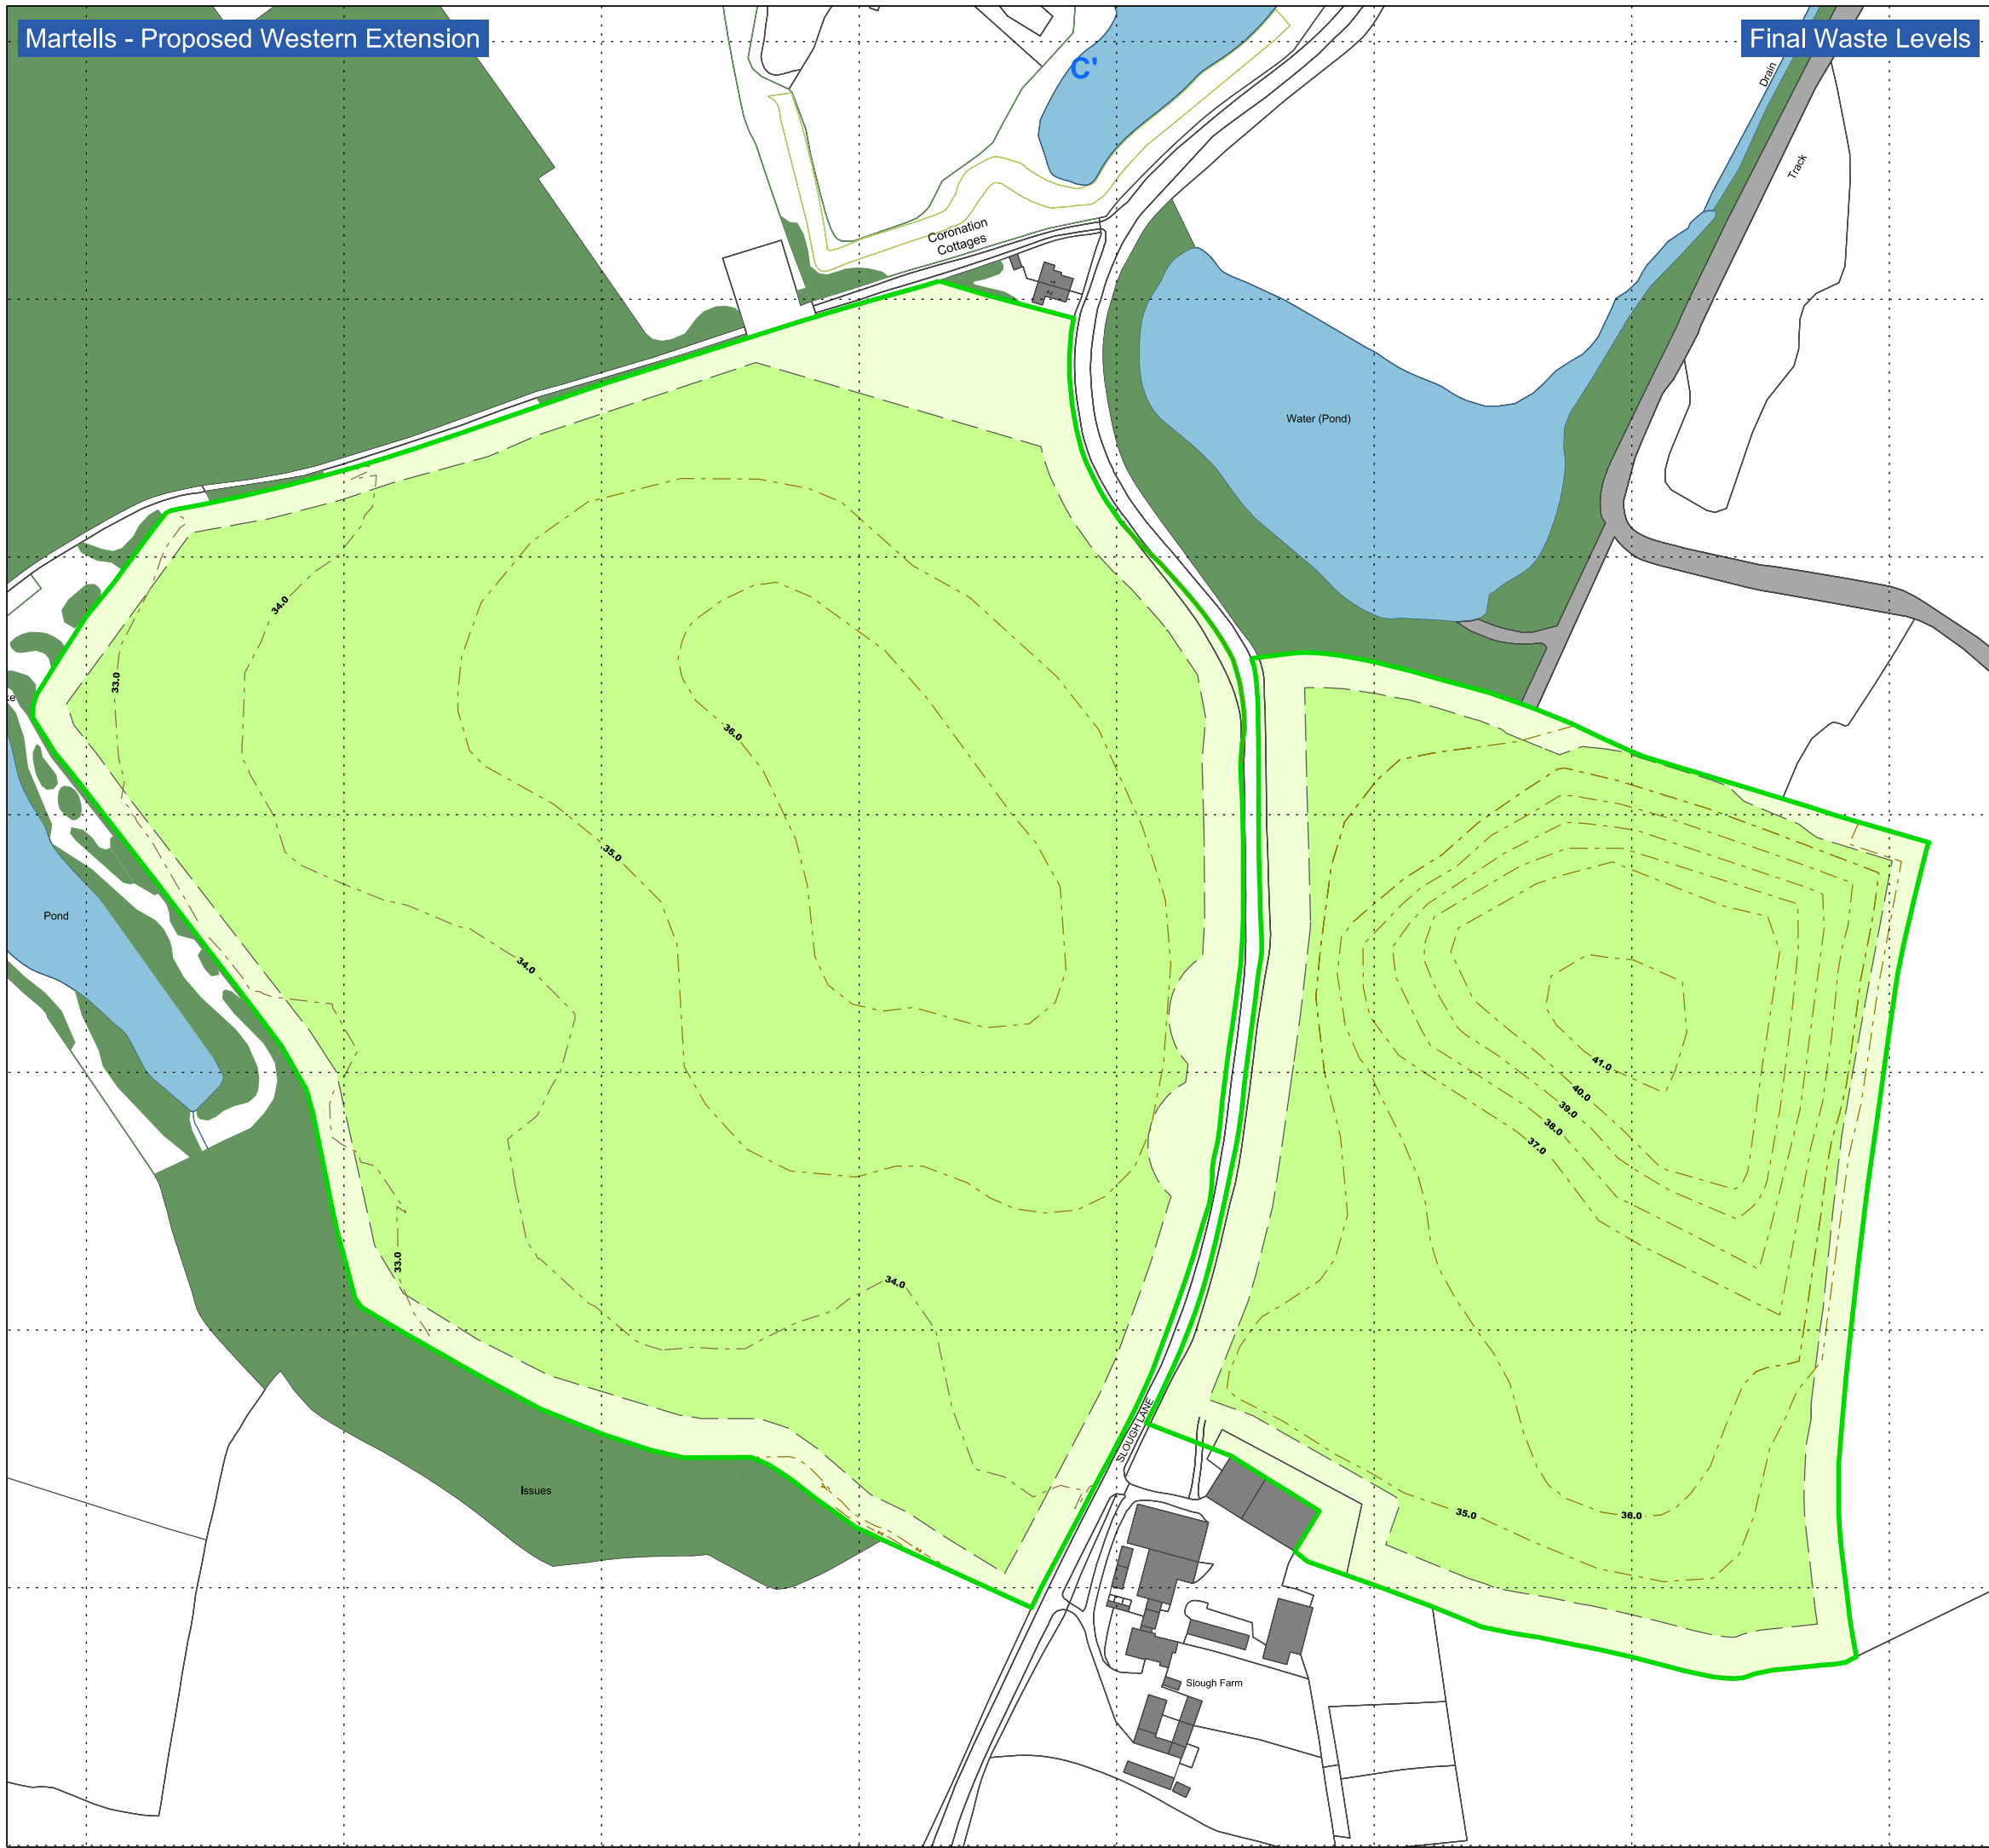 Martells - Proposed Western Extension
Final Waste Levels
C'
Drain
Track
Coronation
Cottages
1
2
Water (Pond)
34.0
33.0
36.0
35.0
Pond
34.0
41.0
40.0
39.0
38.0
37.0
33.0
34.0
SLOUGH LANE
Issues
35.0
36.0
Slough Farm